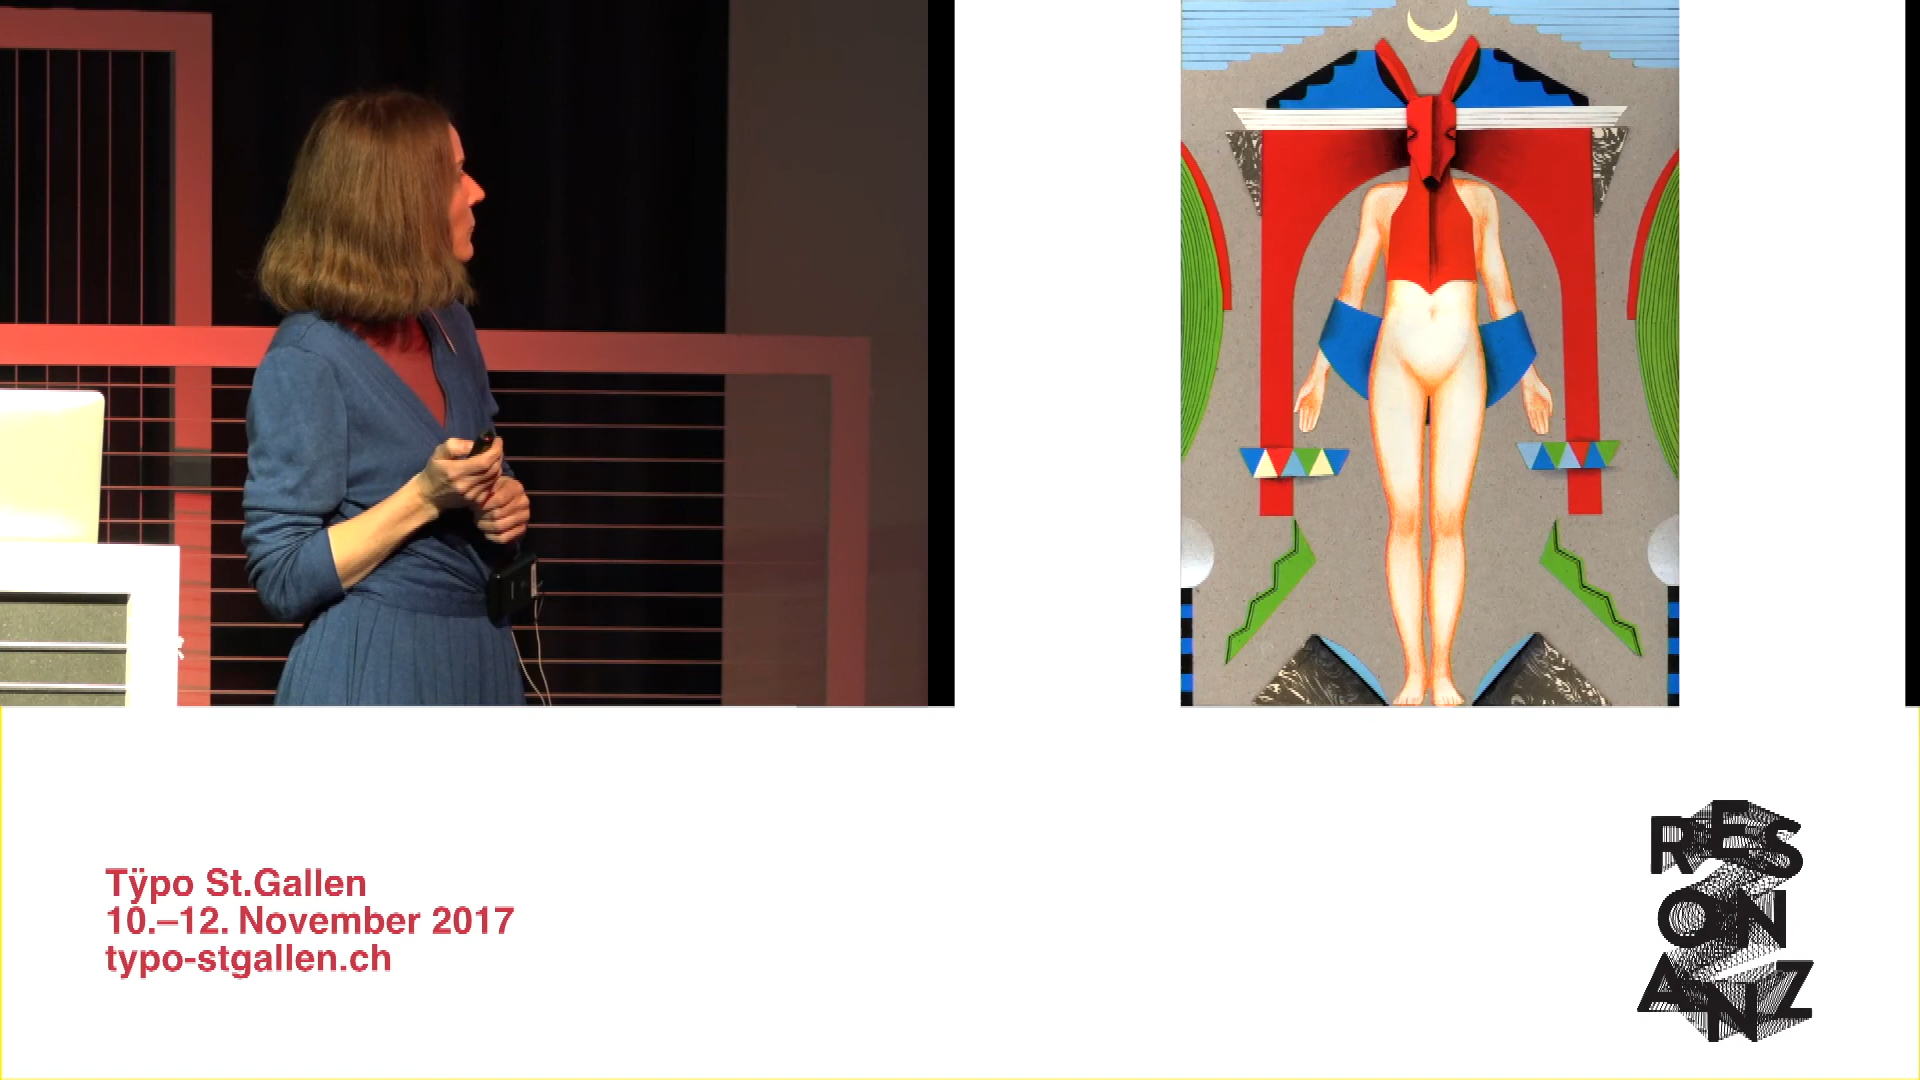 Tÿpo St.Gallen
10.–12. November 2017
typo-stgallen.ch
RES
ON
ANZ